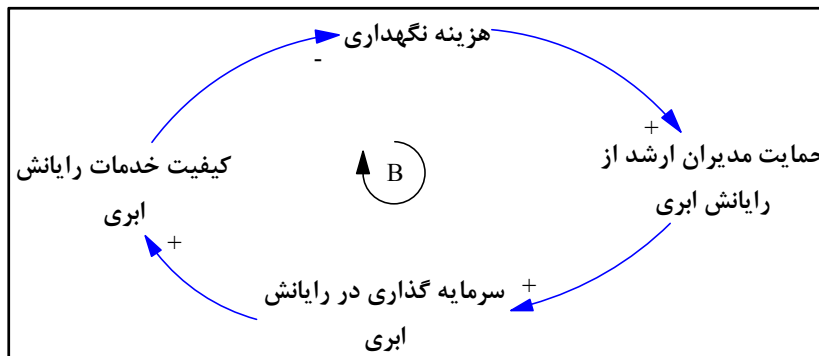 هزینه نگهداری
-
+
حمایت مدیران ارشد از
رایانش ابری
کیفیت خدمات رایانش
ابری
B
+
+
سرمایه گذاری در رایانش
ابری